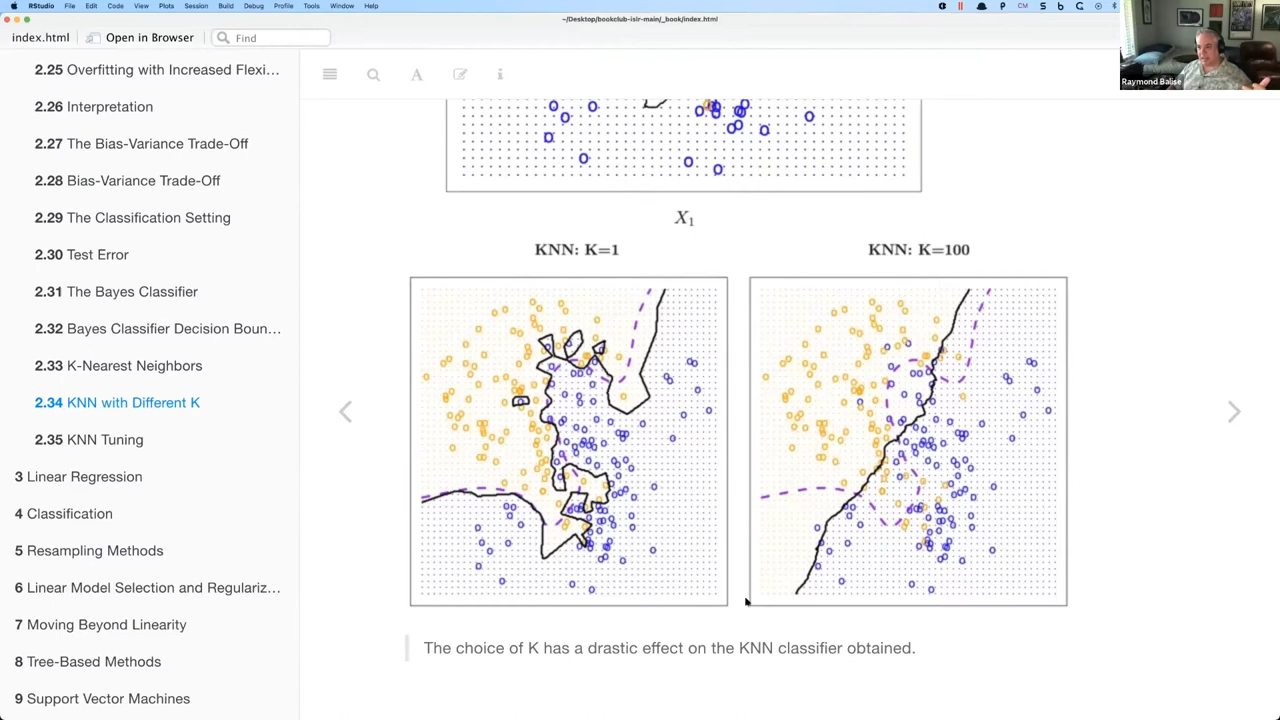 RStudio File Edit Code View Plots Session Build Debug Profile Tools Window Help
~/Desktop/bookclub-islr-main/_book/index.html
index.html Open in Browser Find
Raymond Balise
2.25 Overfitting with Increased Flexi…
2.26 Interpretation
2.27 The Bias-Variance Trade-Off
2.28 Bias-Variance Trade-Off
2.29 The Classification Setting
2.30 Test Error
2.31 The Bayes Classifier
2.32 Bayes Classifier Decision Boun…
2.33 K-Nearest Neighbors
2.34 KNN with Different K
2.35 KNN Tuning
3 Linear Regression
4 Classification
5 Resampling Methods
6 Linear Model Selection and Regulariz…
7 Moving Beyond Linearity
8 Tree-Based Methods
9 Support Vector Machines
X₁
KNN: K=1
KNN: K=100
The choice of K has a drastic effect on the KNN classifier obtained.